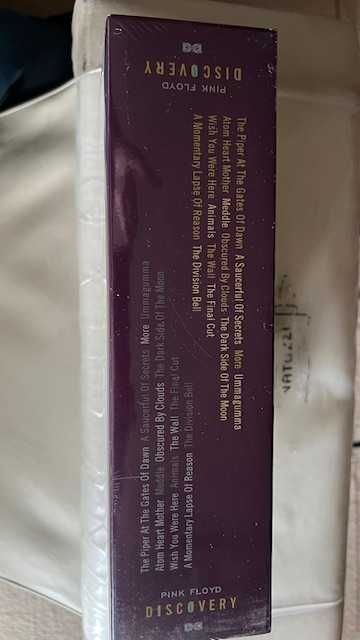 PINK FLOYD
DISCOVERY
The Piper At The Gates Of Dawn A Saucerful Of Secrets More Ummagumma
Atom Heart Mother Meddle Obscured By Clouds The Dark Side Of The Moon
Wish You Were Here Animals The Wall The Final Cut
A Momentary Lapse Of Reason The Division Bell
The Piper At The Gates Of Dawn A Saucerful Of Secrets More Ummagumma
Atom Heart Mother Meddle Obscured By Clouds The Dark Side Of The Moon
Wish You Were Here Animals The Wall The Final Cut
A Momentary Lapse Of Reason The Division Bell
PINK FLOYD
DISCOVERY
NATUZZI